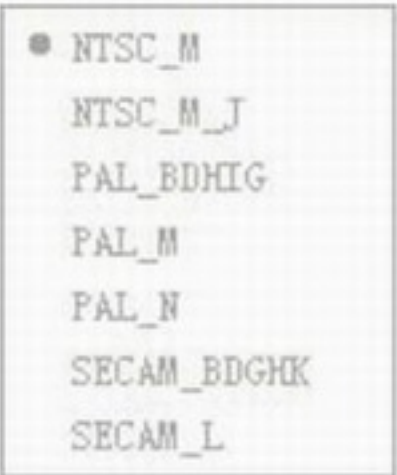 NTSC_M
NTSC_M_J
PAL_BDHIG
PAL_M
PAL_N
SECAM_BDGHK
SECAM_L